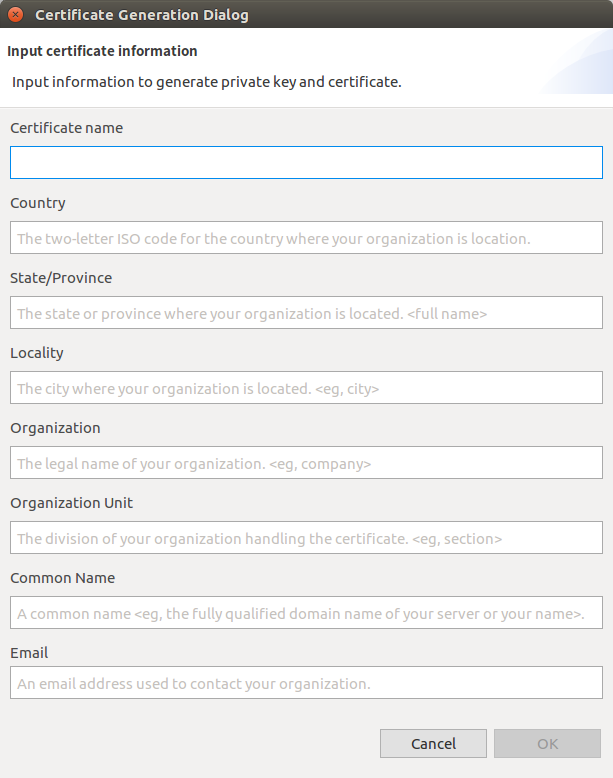 Certificate Generation Dialog
Input certificate information
Input information to generate private key and certificate.
Certificate name
Country
The two-letter ISO code for the country where your organization is location.
State/Province
The state or province where your organization is located. <full name>
Locality
The city where your organization is located. <eg, city>
Organization
The legal name of your organization. <eg, company>
Organization Unit
The division of your organization handling the certificate. <eg, section>
Common Name
A common name <eg, the fully qualified domain name of your server or your name>.
Email
An email address used to contact your organization.
Cancel OK